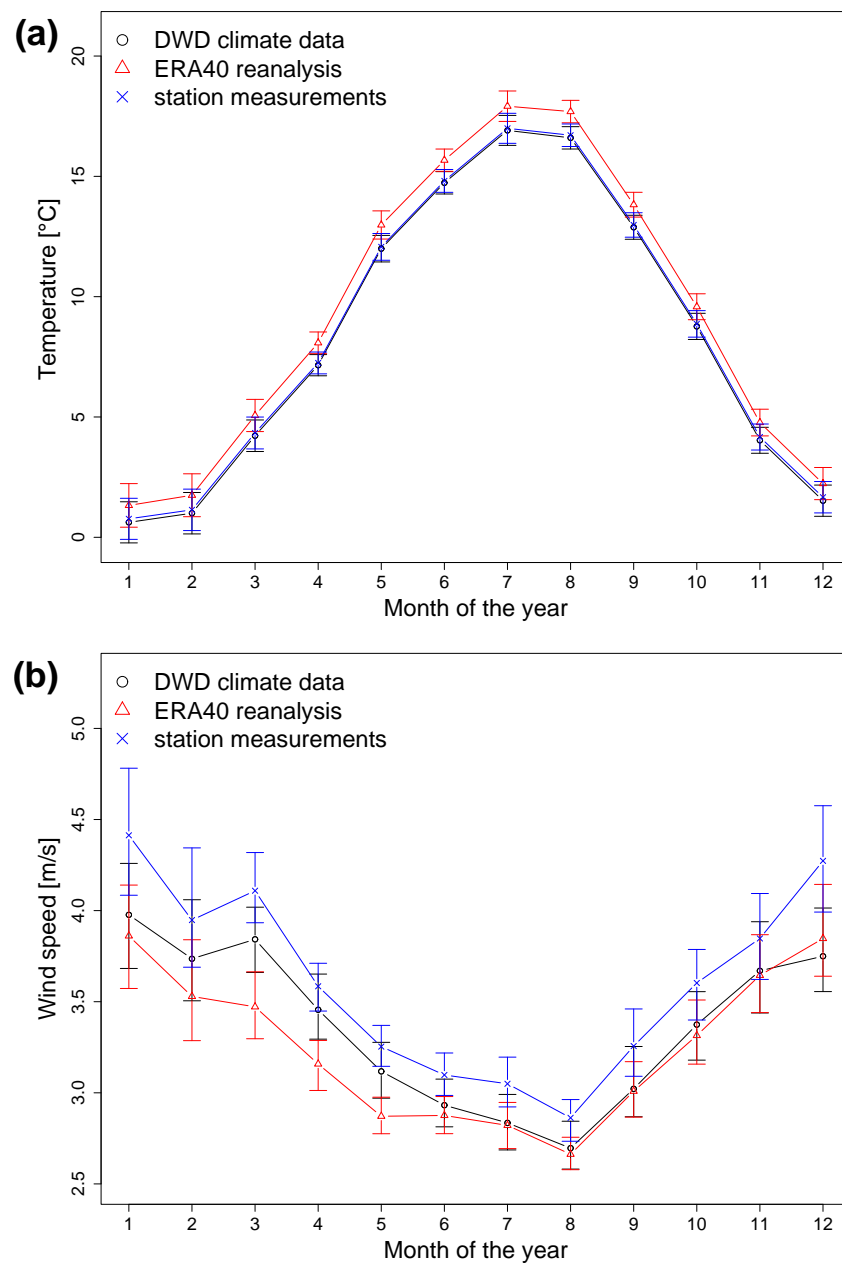 (a)
DWD climate data
ERA40 reanalysis
station measurements
Temperature [°C]
20
15
10
5
0
1 2 3 4 5 6 7 8 9 10 11 12
Month of the year
(b)
DWD climate data
ERA40 reanalysis
station measurements
Wind speed [m/s]
5.0
4.5
4.0
3.5
3.0
2.5
1 2 3 4 5 6 7 8 9 10 11 12
Month of the year